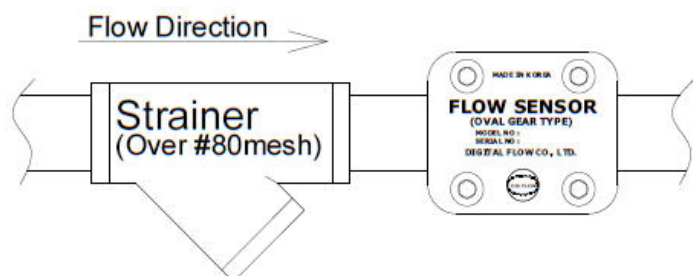 Flow Direction
Strainer
(Over #80mesh)
MADE IN KOREA
FLOW SENSOR
(OVAL GEAR TYPE)
MODEL NO :
SERIAL NO :
DIGITAL FLOW CO., LTD.